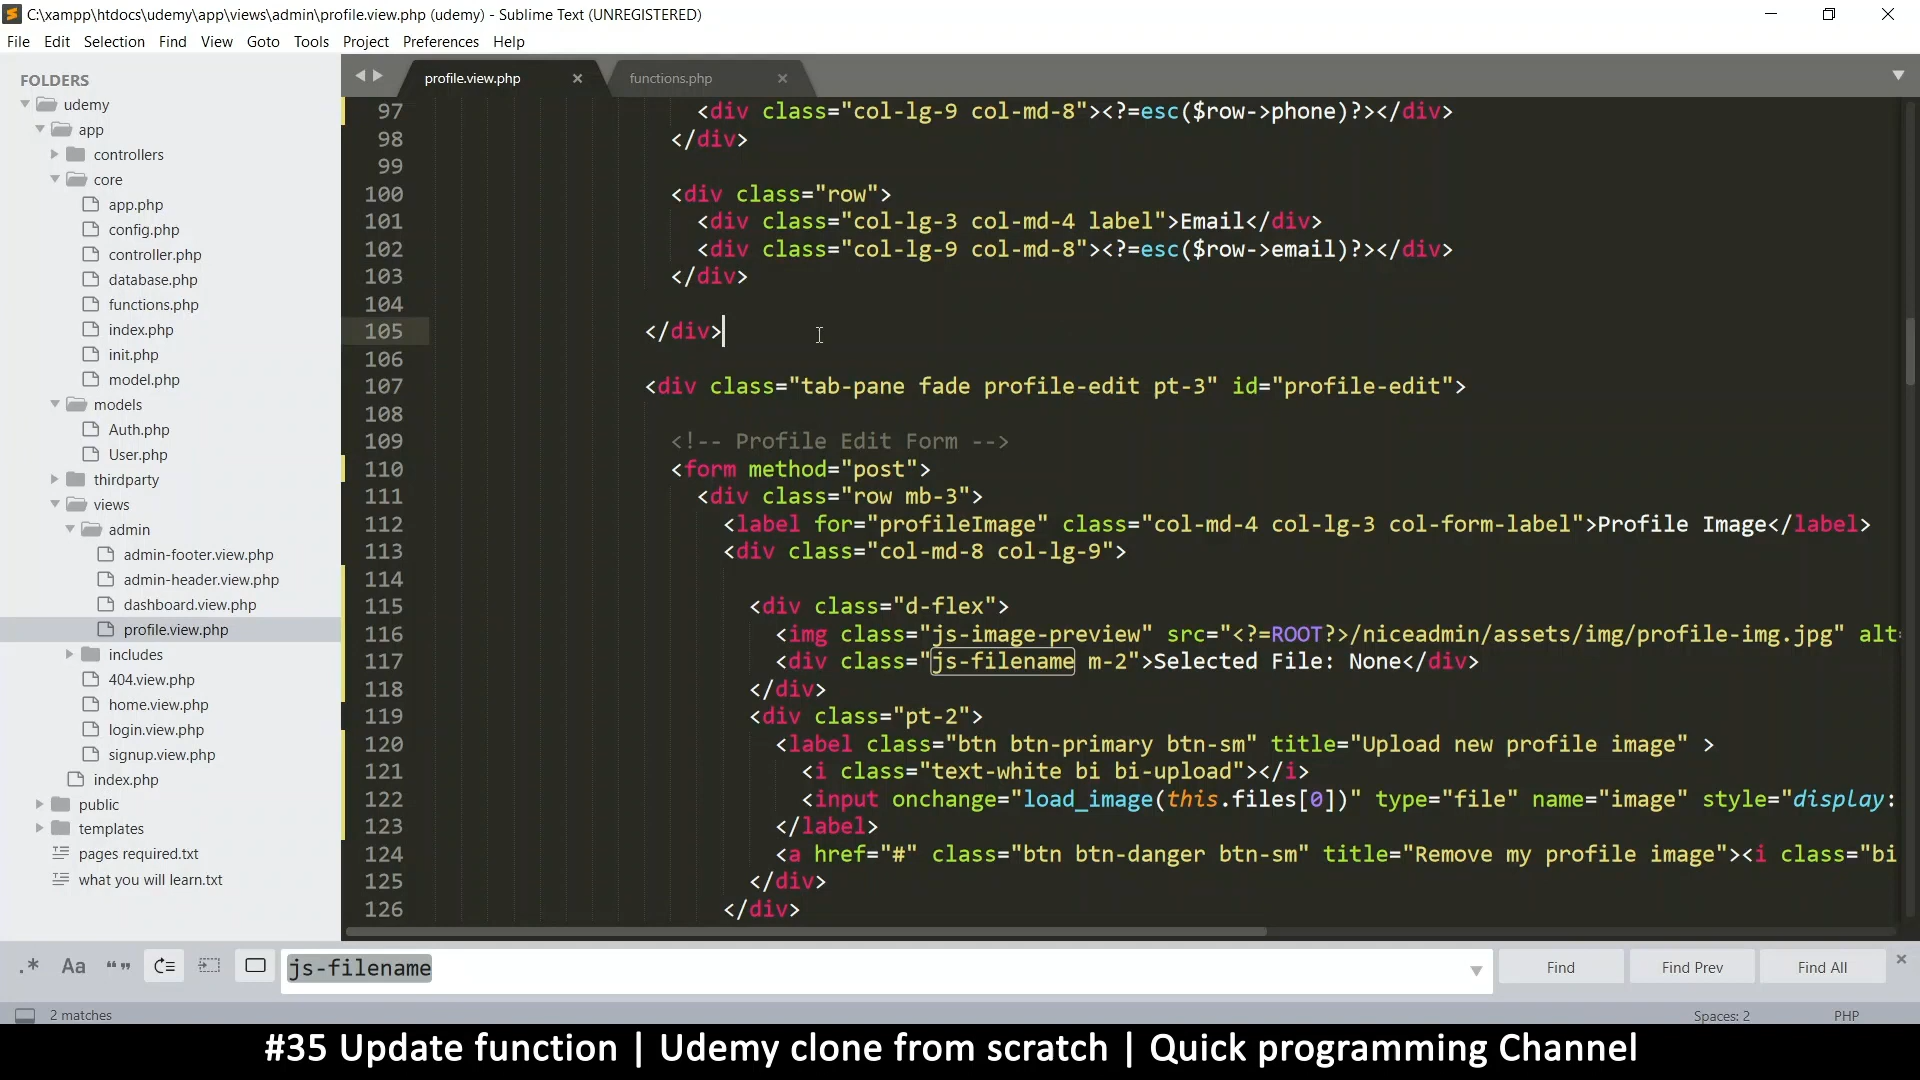 C:\xampp\htdocs\udemy\app\views\admin\profile.view.php (udemy) - Sublime Text (UNREGISTERED)
File Edit Selection Find View Goto Tools Project Preferences Help
FOLDERS
udemy
app
controllers
core
app.php
config.php
controller.php
database.php
functions.php
index.php
init.php
model.php
models
Auth.php
User.php
thirdparty
views
admin
admin-footer.view.php
admin-header.view.php
dashboard.view.php
profile.view.php
includes
404.view.php
home.view.php
login.view.php
signup.view.php
index.php
public
templates
pages required.txt
what you will learn.txt
profile.view.php functions.php
97 <div class="col-lg-9 col-md-8"><?=esc($row->phone)?></div>
98 </div>
99
100 <div class="row">
101 <div class="col-lg-3 col-md-4 label">Email</div>
102 <div class="col-lg-9 col-md-8"><?=esc($row->email)?></div>
103 </div>
104
105 </div>
106
107 <div class="tab-pane fade profile-edit pt-3" id="profile-edit">
108
109 <!-- Profile Edit Form -->
110 <form method="post">
111 <div class="row mb-3">
112 <label for="profileImage" class="col-md-4 col-lg-3 col-form-label">Profile Image</label>
113 <div class="col-md-8 col-lg-9">
114
115 <div class="d-flex">
116 <img class="js-image-preview" src="<?=ROOT?>/niceadmin/assets/img/profile-img.jpg" alt=
117 <div class="js-filename m-2">Selected File: None</div>
118 </div>
119 <div class="pt-2">
120 <label class="btn btn-primary btn-sm" title="Upload new profile image" >
121 <i class="text-white bi bi-upload"></i>
122 <input onchange="load_image(this.files[0])" type="file" name="image" style="display:
123 </label>
124 <a href="#" class="btn btn-danger btn-sm" title="Remove my profile image"><i class="bi
125 </div>
126 </div>
.* Aa “” js-filename Find Find Prev Find All
2 matches Spaces: 2 PHP
#35 Update function | Udemy clone from scratch | Quick programming Channel